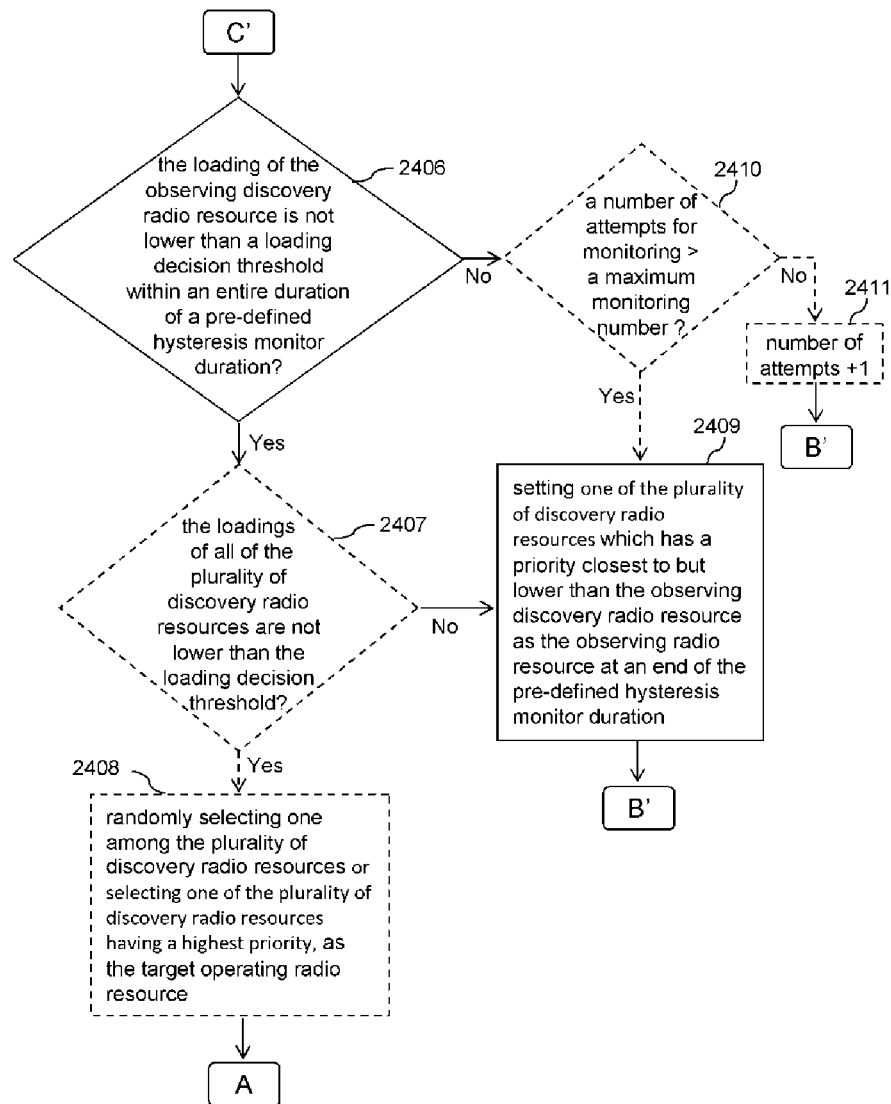 C'
the loading of the
observing discovery
radio resource is not
lower than a loading
decision threshold
within an entire duration
of a pre-defined
hysteresis monitor
duration?
2406
No
Yes
a number of
attempts for
monitoring >
a maximum
monitoring
number ?
2410
No
Yes
2411
number of
attempts +1
B'
the loadings
of all of the
plurality of
discovery radio
resources are not
lower than the
loading decision
threshold?
2407
No
Yes
2409
setting one of the plurality
of discovery radio
resources which has a
priority closest to but
lower than the observing
discovery radio resource
as the observing radio
resource at an end of the
pre-defined hysteresis
monitor duration
B'
2408
randomly selecting one
among the plurality of
discovery radio resources or
selecting one of the plurality of
discovery radio resources
having a highest priority, as
the target operating radio
resource
A